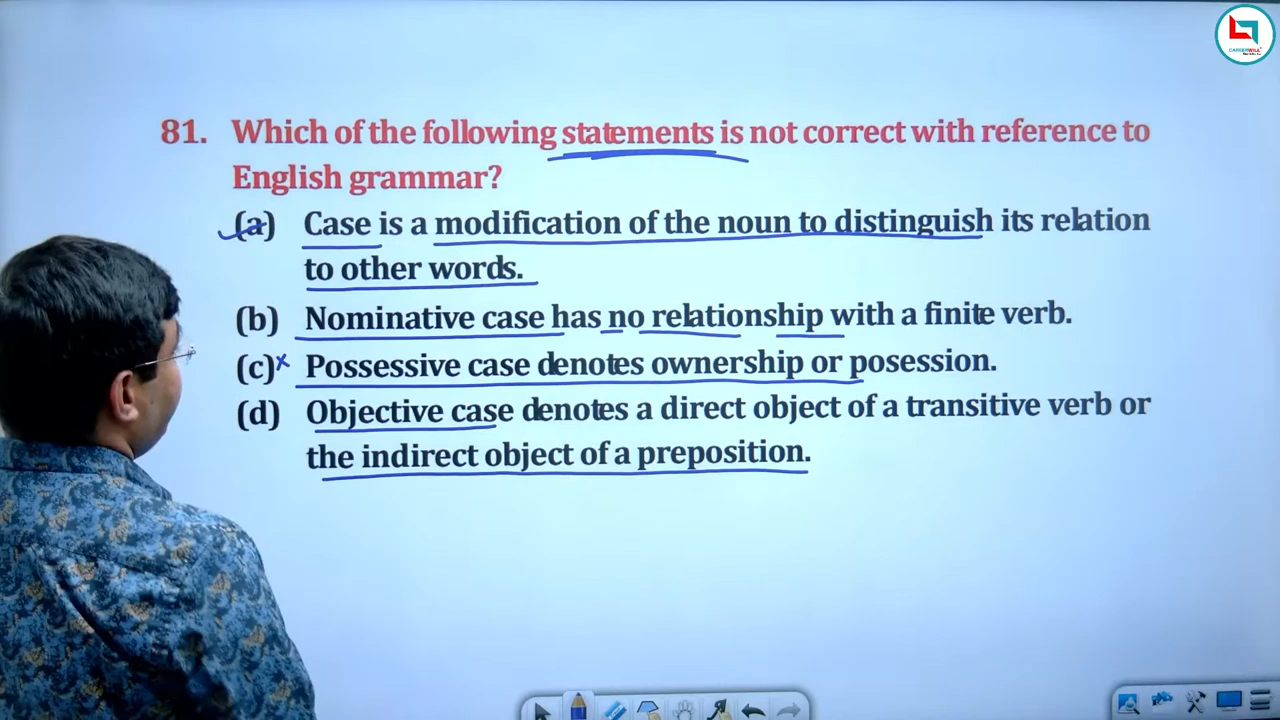 CAREERWILL
81. Which of the following statements is not correct with reference to
English grammar?
(a) Case is a modification of the noun to distinguish its relation
to other words.
(b) Nominative case has no relationship with a finite verb.
(c) Possessive case denotes ownership or posession.
(d) Objective case denotes a direct object of a transitive verb or
the indirect object of a preposition.